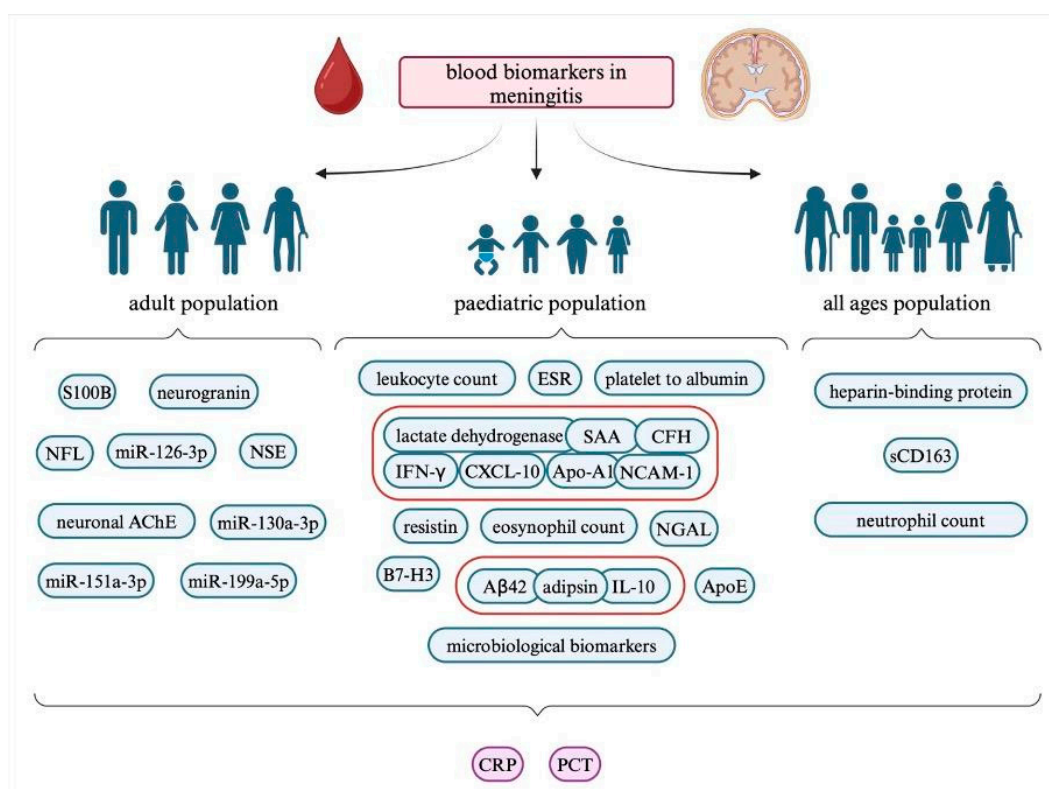 blood biomarkers in
meningitis
adult population
paediatric population
all ages population
S100B
neurogranin
NFL
miR-126-3p
NSE
neuronal AChE
miR-130a-3p
miR-151a-3p
miR-199a-5p
leukocyte count
ESR
platelet to albumin
lactate dehydrogenase
SAA
CFH
IFN-γ
CXCL-10
Apo-A1
NCAM-1
resistin
eosynophil count
NGAL
B7-H3
Aβ42
adipsin
IL-10
ApoE
microbiological biomarkers
heparin-binding protein
sCD163
neutrophil count
CRP
PCT